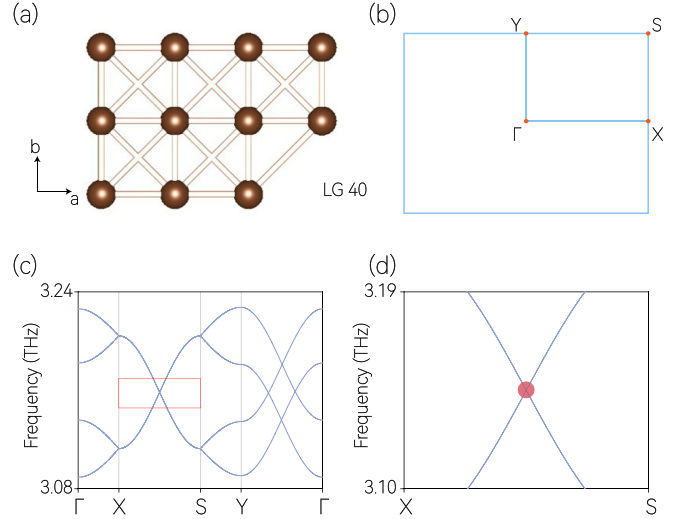 (a)
b
a
LG 40
(b)
Y
S
Γ
X
(c)
Frequency (THz)
3.24
3.08
Γ
X
S
Y
Γ
(d)
Frequency (THz)
3.19
3.10
X
S